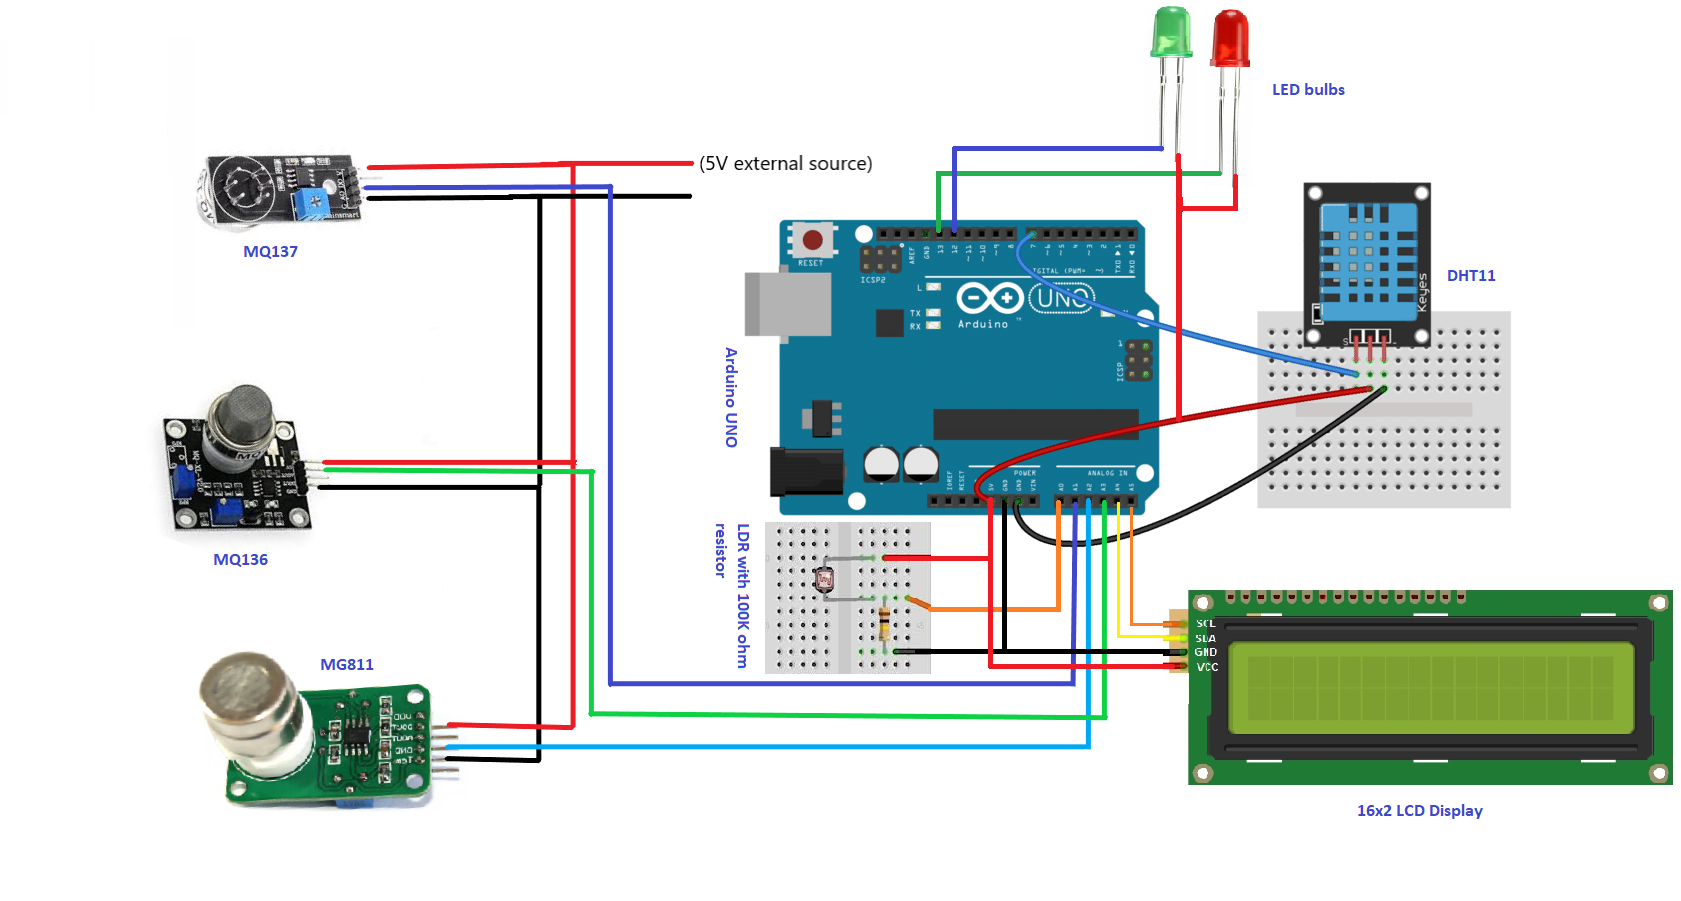 LED bulbs
(5V external source)
MQ137
DHT11
Keyes
S
-
RESET
ICSP2
AREF
GND
13
12
~11
~10
~9
8
7
~6
~5
4
~3
2
TX▶1
RX◀0
L
TX
RX
UNO
Arduino
™
ICSP
1
Arduino UNO
MQ136
IOREF
RESET
5V
GND
GND
VIN
POWER
ANALOG IN
A0
A1
A2
A3
A4
A5
LDR with 100K ohm
resistor
MG811
SCL
SDA
GND
VCC
16x2 LCD Display